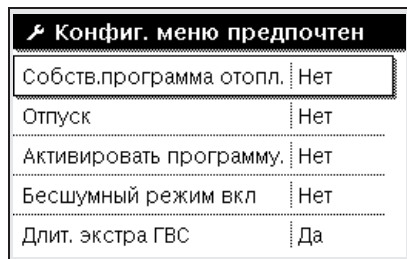 Конфиг. меню предпочтен
Собств.программа отопл. Нет
Отпуск Нет
Активировать программу. Нет
Бесшумный режим вкл Нет
Длит. экстра ГВС Да